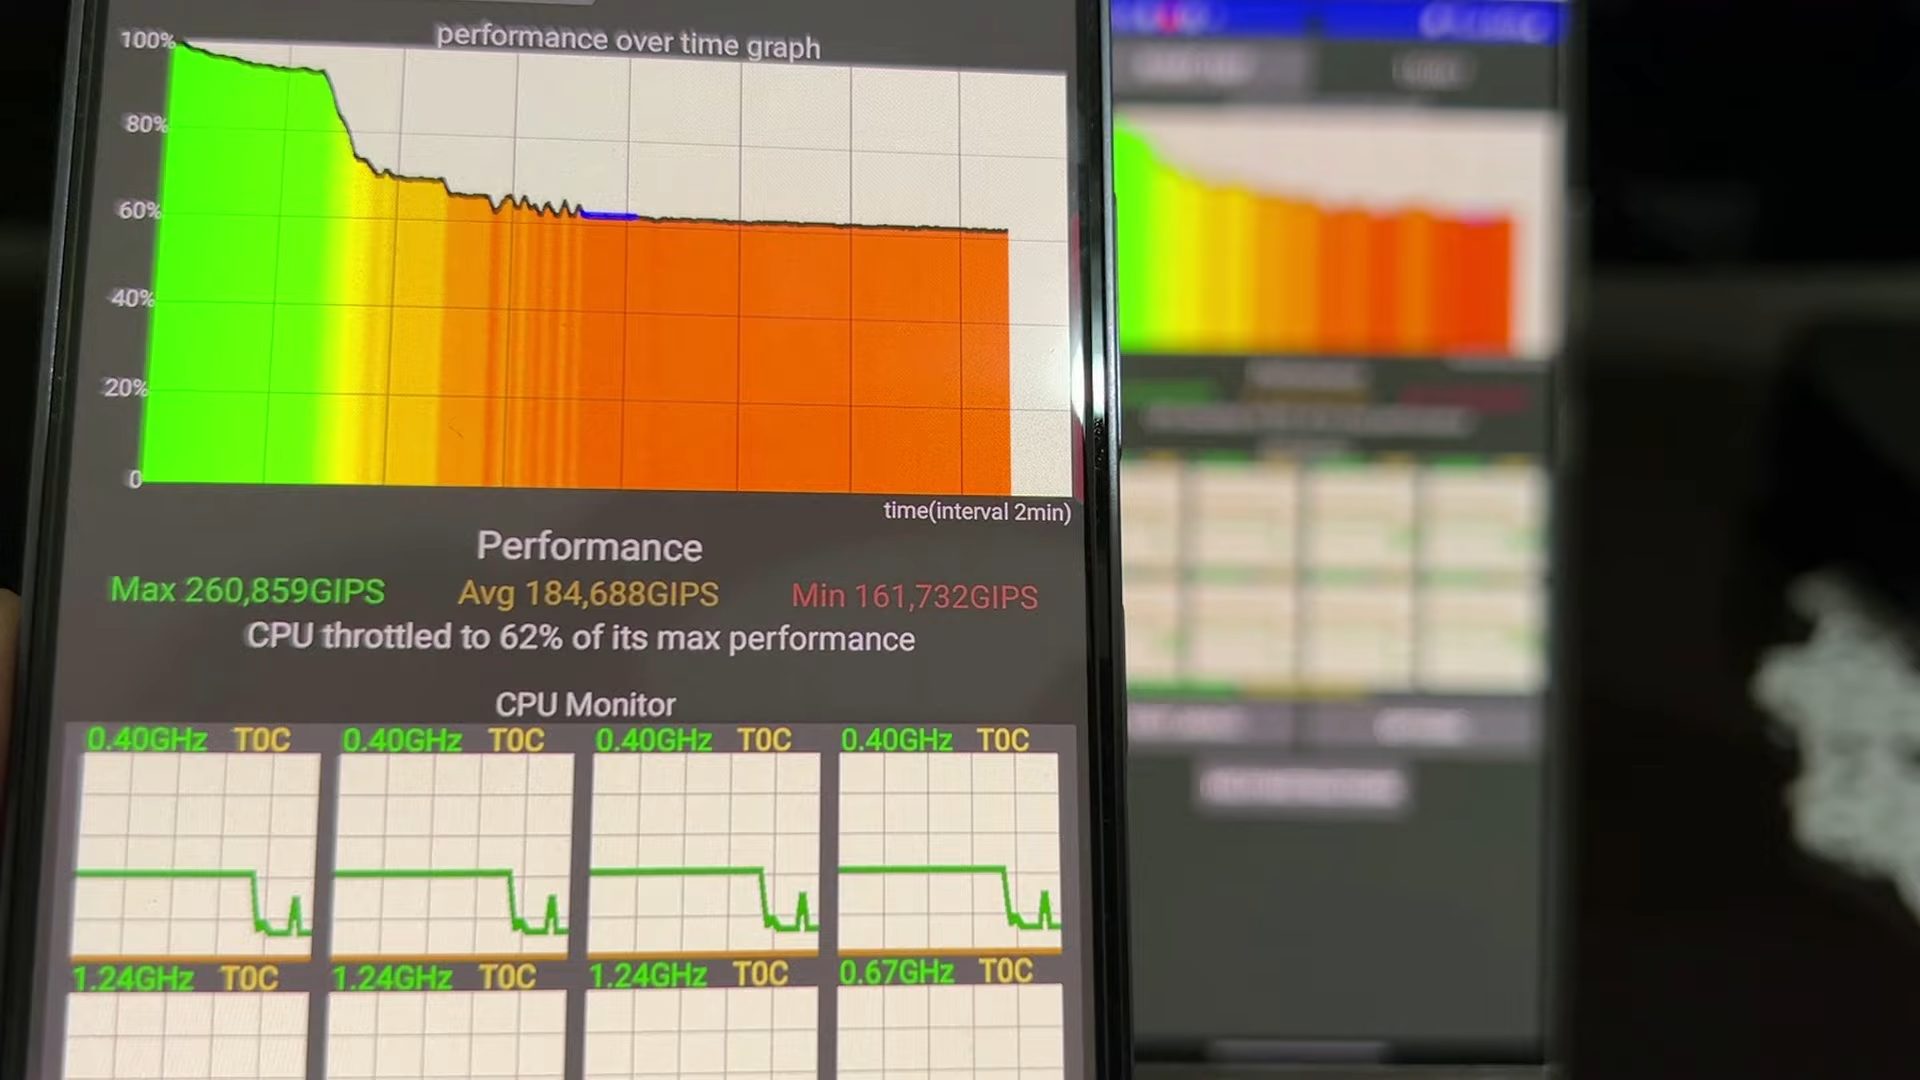 performance over time graph
100%
80%
60%
40%
20%
0
time(interval 2min)
Performance
Max 260,859GIPS Avg 184,688GIPS Min 161,732GIPS
CPU throttled to 62% of its max performance
CPU Monitor
0.40GHz T0C 0.40GHz T0C 0.40GHz T0C 0.40GHz T0C
1.24GHz T0C 1.24GHz T0C 1.24GHz T0C 0.67GHz T0C